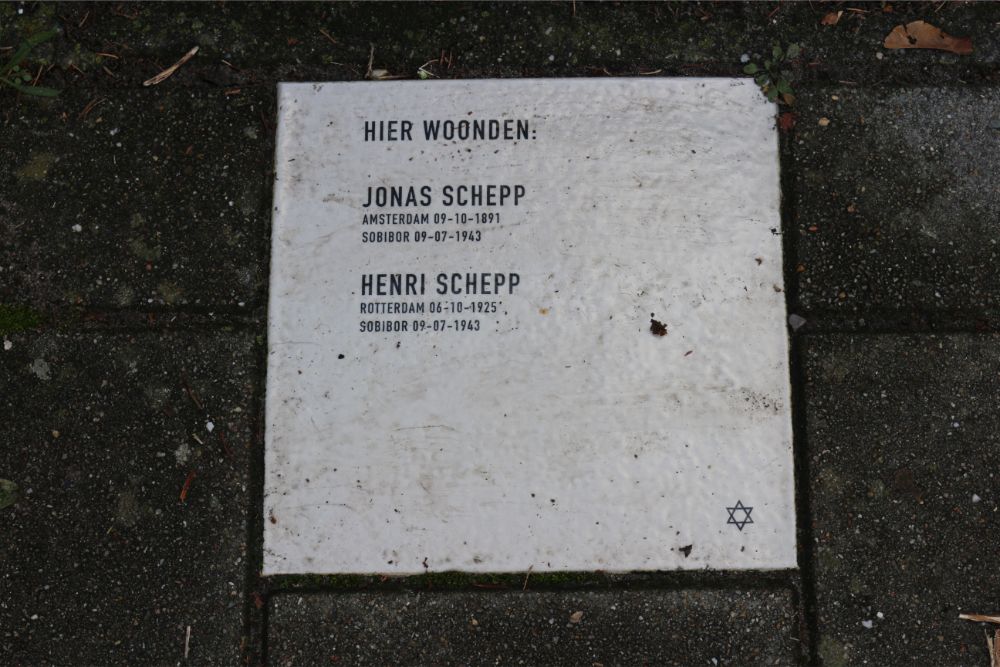 HIER WOONDEN:
JONAS SCHEPP
AMSTERDAM 09-10-1891
SOBIBOR 09-07-1943
HENRI SCHEPP
ROTTERDAM 06-10-1925
SOBIBOR 09-07-1943